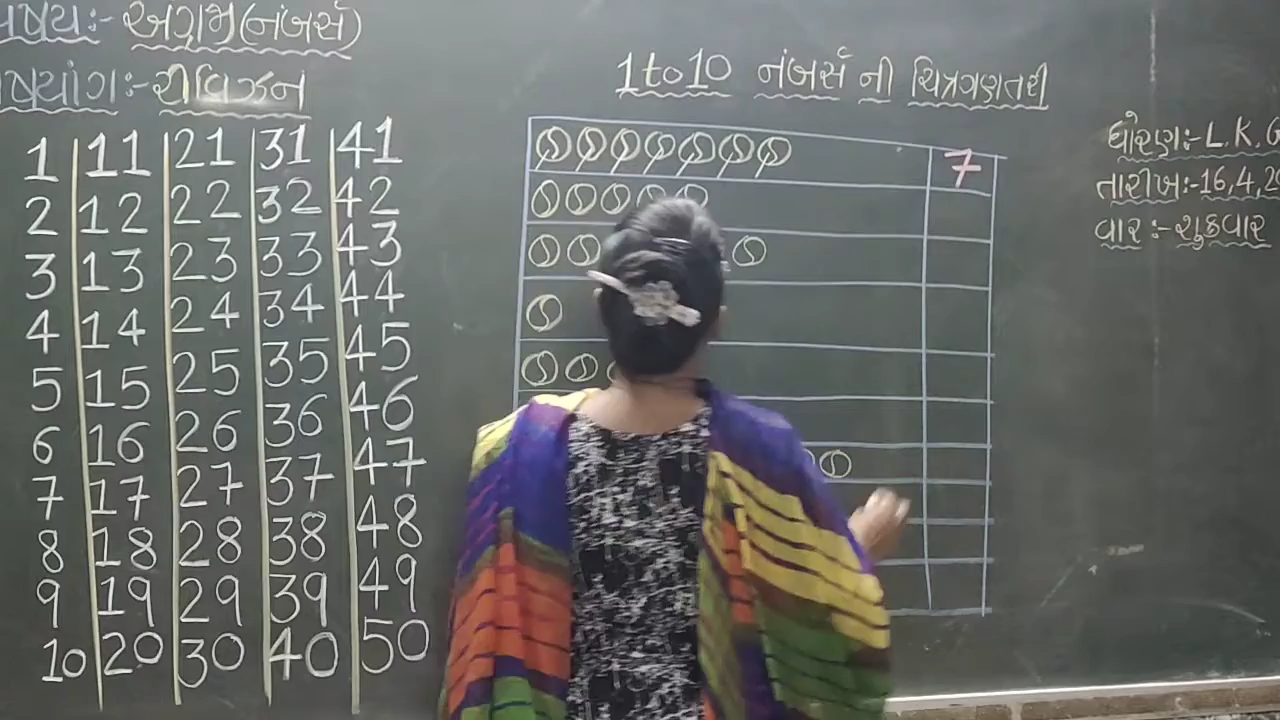 વિષય:- અંગ્રેજી(નંબર્સ)
વિષયાંગ:- રીવિઝન
1 11 21 31 41
2 12 22 32 42
3 13 23 33 43
4 14 24 34 44
5 15 25 35 45
6 16 26 36 46
7 17 27 37 47
8 18 28 38 48
9 19 29 39 49
10 20 30 40 50
1 to 10 નંબર્સ ની ચિત્રગણતરી
7
ધોરણ:- L.K.G
તારીખ:- 16,4,20
વાર:- શુક્રવાર